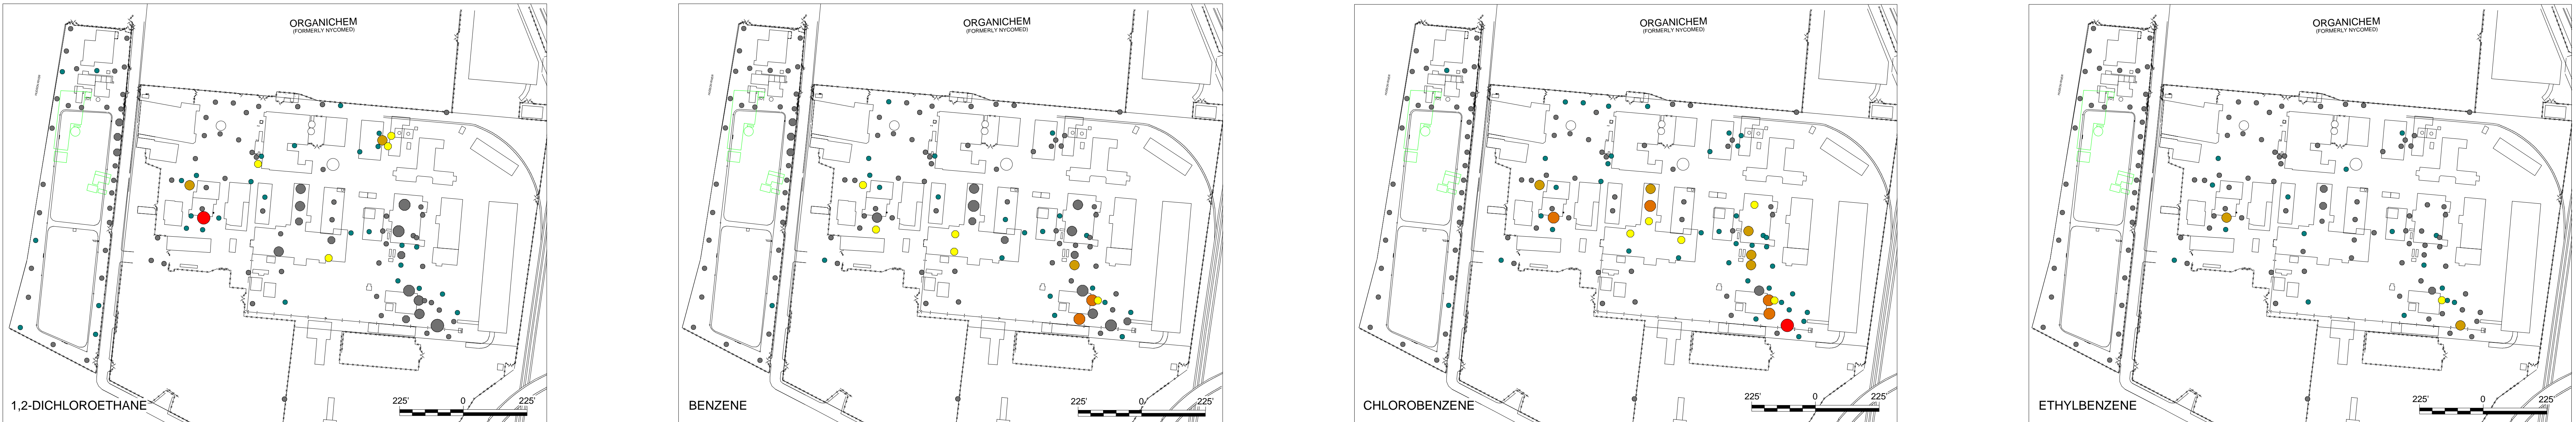 ORGANICHEM
(FORMERLY NYCOMED)
1,2-DICHLOROETHANE
225'
0
225'
ORGANICHEM
(FORMERLY NYCOMED)
BENZENE
225'
0
225'
ORGANICHEM
(FORMERLY NYCOMED)
CHLOROBENZENE
225'
0
225'
ORGANICHEM
(FORMERLY NYCOMED)
ETHYLBENZENE
225'
0
225'